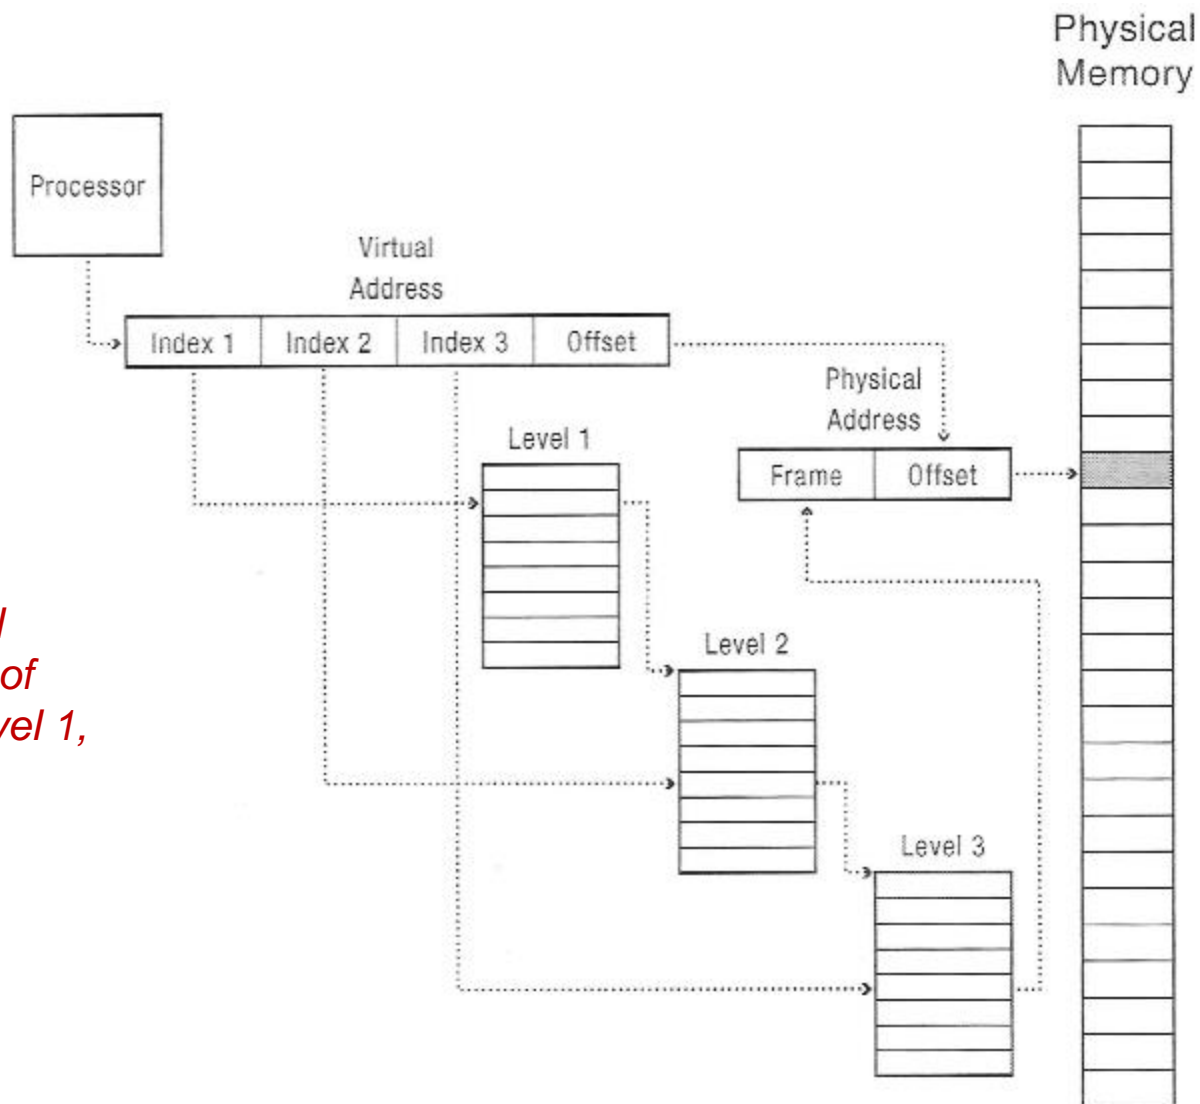 Physical
Memory
Processor
Virtual
Address
Index 1 Index 2 Index 3 Offset
Physical
Address
Frame Offset
Level 1
Level 2
Level 3
of
vel 1,